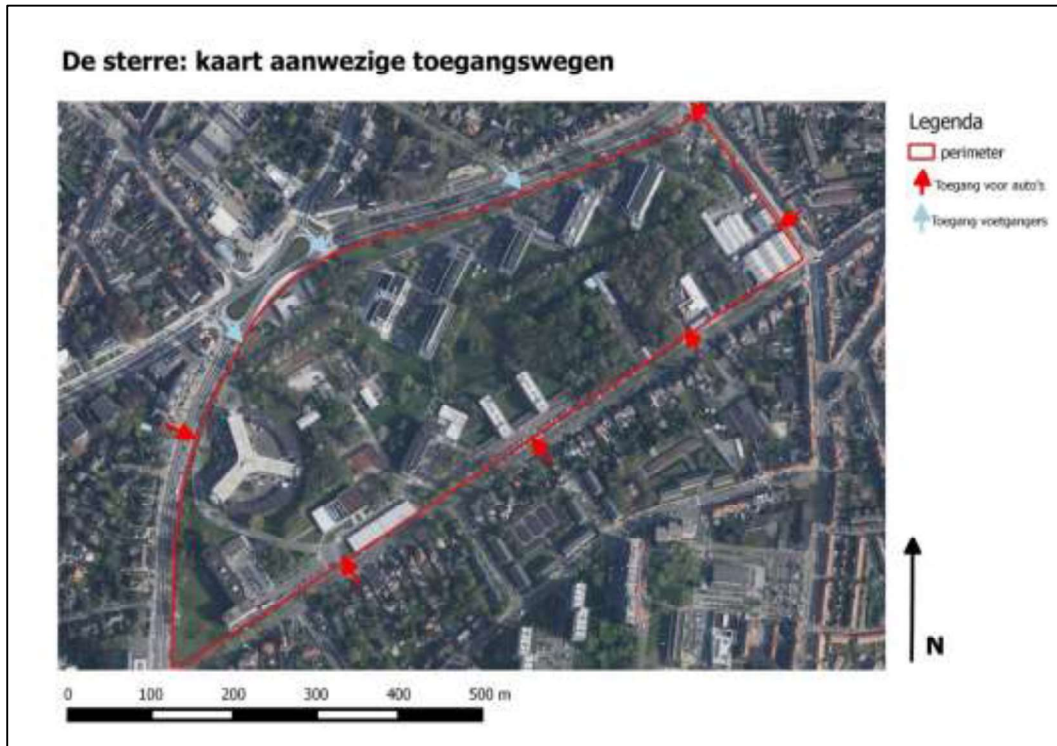 De sterre: kaart aanwezige toegangswegen
Legenda
perimeter
Toegang voor auto's
Toegang voetgangers
N
0 100 200 300 400 500 m